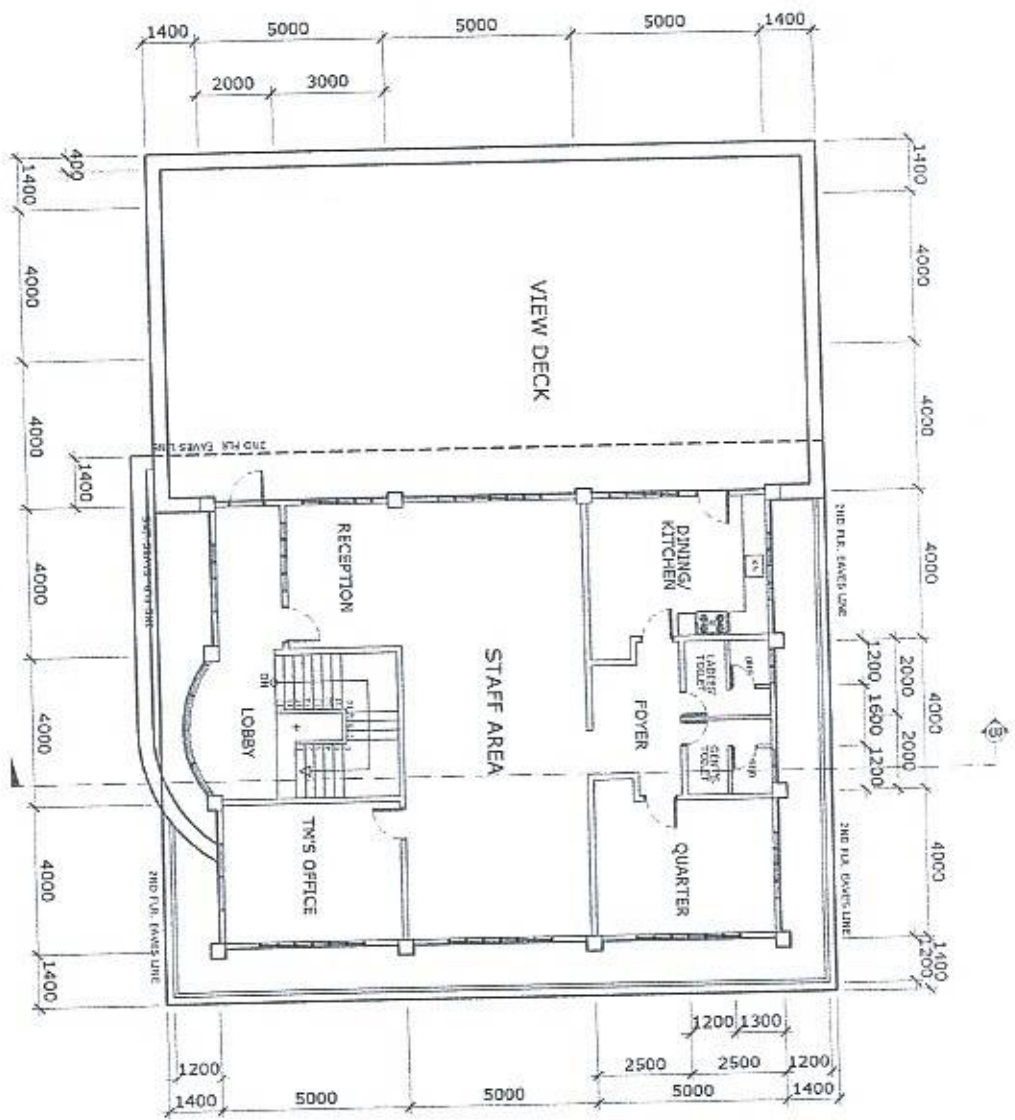 1400
5000
5000
5000
1400
2000
3000
400
1400
4000
4000
1400
4000
4000
4000
1400
1400
4000
4000
4000
4000
4000
1200
1600
1200
2000
2000
1400
1200
VIEW DECK
2ND FLR. EAVES LINE
2ND FLR. EAVES LINE
2ND FLR. EAVES LINE
2ND FLR. EAVES LINE
RECEPTION
DINING/
KITCHEN
STAFF AREA
LADIES'
TOILET
FOYER
GENT'S
TOILET
DN
LOBBY
TM'S OFFICE
QUARTER
B
1200
1300
2500
2500
1200
1200
1400
5000
5000
5000
1400